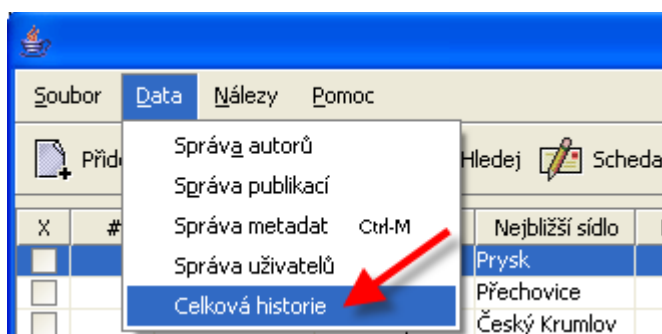 Soubor Data Nálezy Pomoc
Správa autorů
Hledej Scheda
Správa publikací
Správa metadat Ctrl-M
X # Nejbližší sídlo
Správa uživatelů
Prysk
Celková historie
Přechovice
Český Krumlov